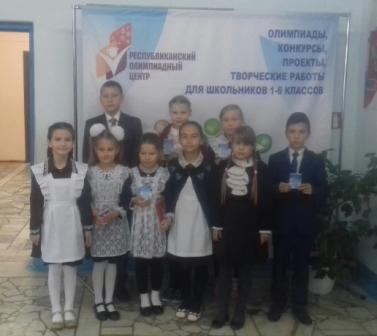 РЕСПУБЛИКАНСКИЙ
ОЛИМПИАДНЫЙ
ЦЕНТР
ОЛИМПИАДЫ,
КОНКУРСЫ,
ПРОЕКТЫ,
ТВОРЧЕСКИЕ РАБОТЫ
ДЛЯ ШКОЛЬНИКОВ 1-6 КЛАССОВ